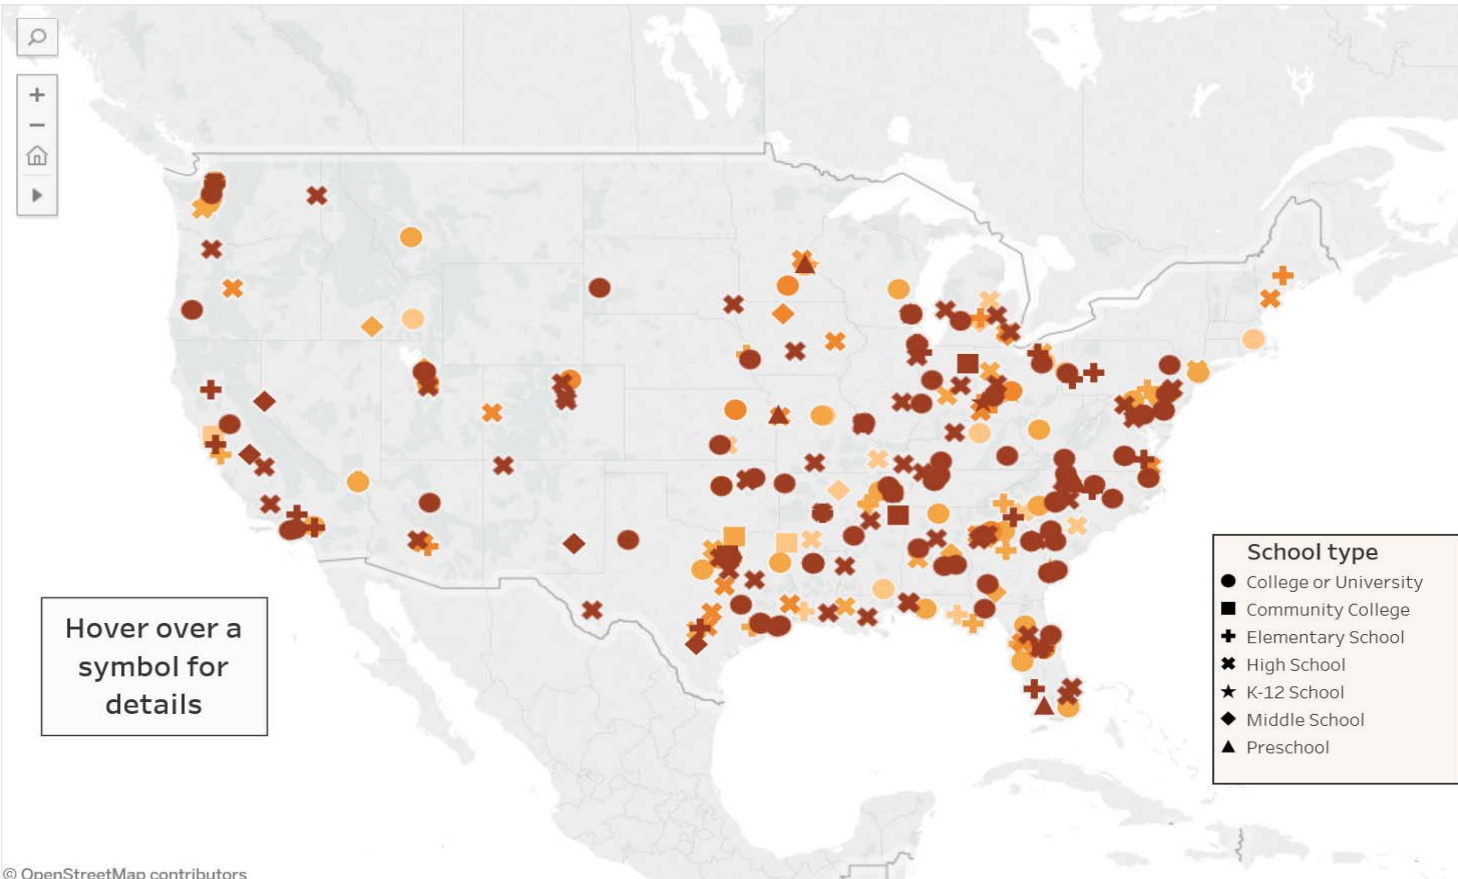 Hover over a
symbol for
details
School type
College or University
Community College
Elementary School
High School
K-12 School
Middle School
Preschool
© OpenStreetMap contributors